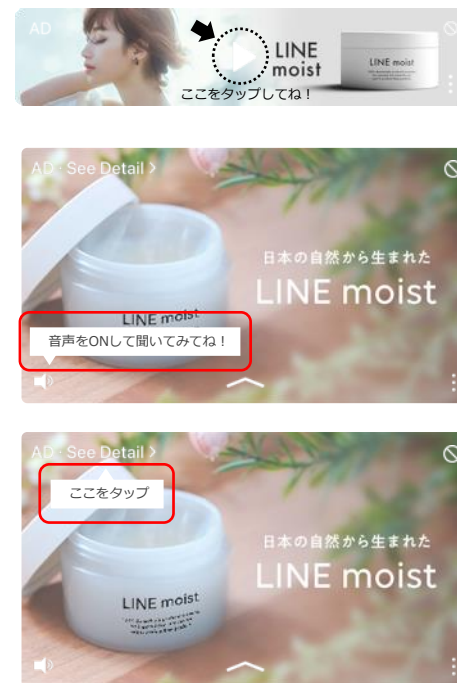 AD
LINE
moist
LINE moist
ここをタップしてね！
AD · See Detail >
日本の自然から生まれた
LINE moist
LINE moist
音声をONして聞いてみてね！
AD · See Detail >
ここをタップ
日本の自然から生まれた
LINE moist
LINE moist